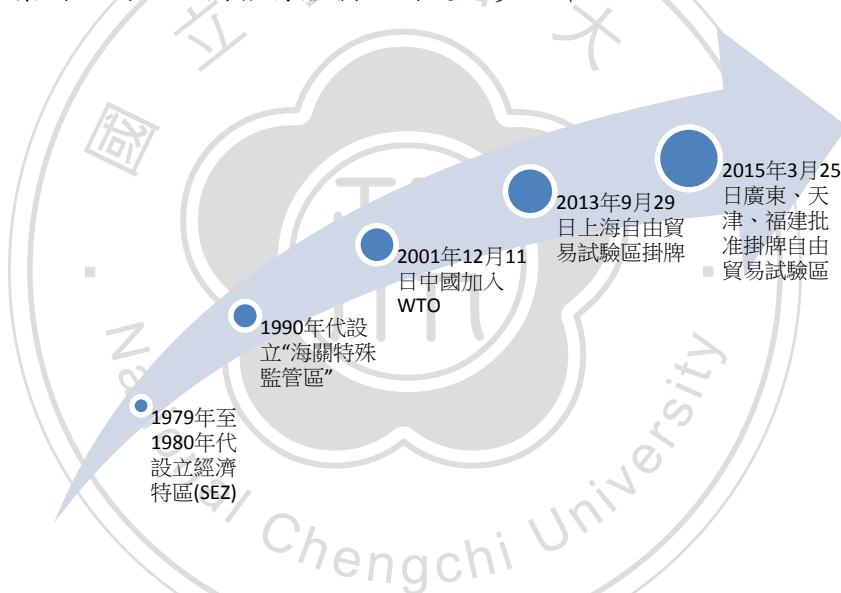 國立
大
2015年3月25
日廣東、天
津、福建批
准掛牌自由
貿易試驗區
2013年9月29
日上海自由貿
易試驗區掛牌
2001年12月11
日中國加入
WTO
1990年代設
立“海關特殊
監管區”
1979年至
1980年代
設立經濟
特區(SEZ)
National Chengchi University